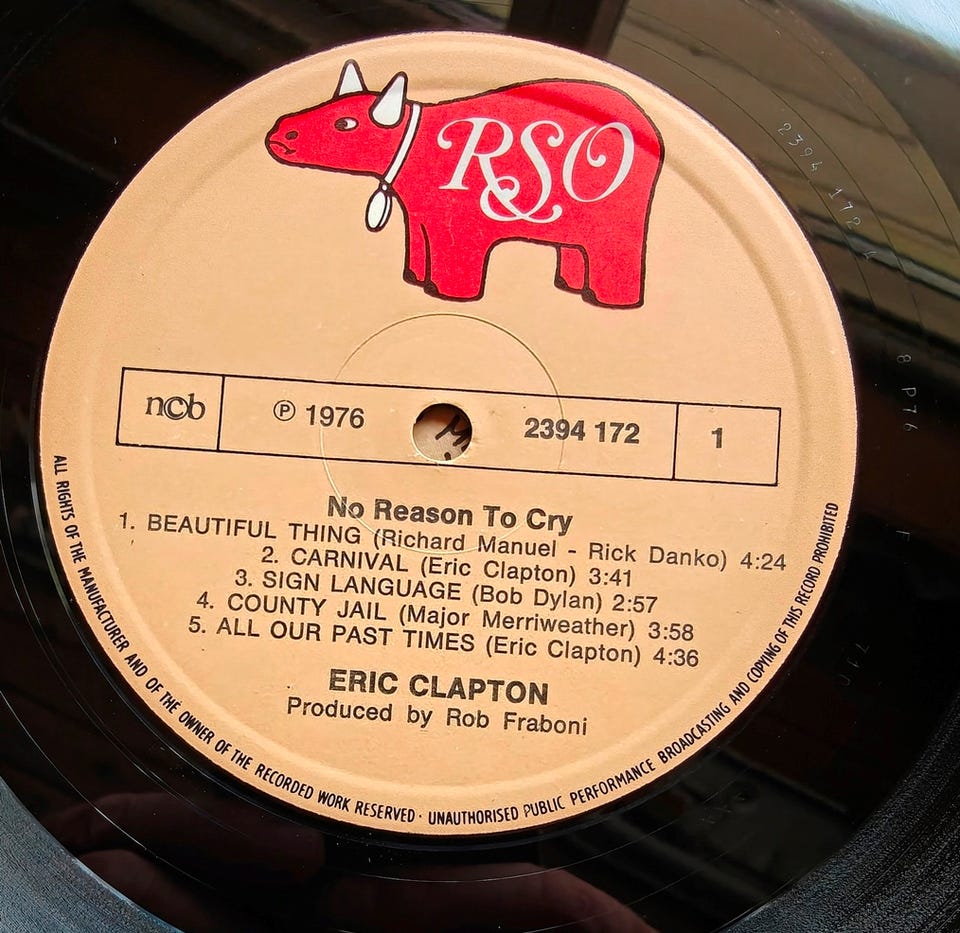 RSO
ncb
℗ 1976
2394 172
1
No Reason To Cry
1. BEAUTIFUL THING (Richard Manuel - Rick Danko) 4:24
2. CARNIVAL (Eric Clapton) 3:41
3. SIGN LANGUAGE (Bob Dylan) 2:57
4. COUNTY JAIL (Major Merriweather) 3:58
5. ALL OUR PAST TIMES (Eric Clapton) 4:36
ERIC CLAPTON
Produced by Rob Fraboni
ALL RIGHTS OF THE MANUFACTURER AND OF THE OWNER OF THE RECORDED WORK RESERVED · UNAUTHORISED PUBLIC PERFORMANCE BROADCASTING AND COPYING OF THIS RECORD PROHIBITED
2394 172
8 P76
F